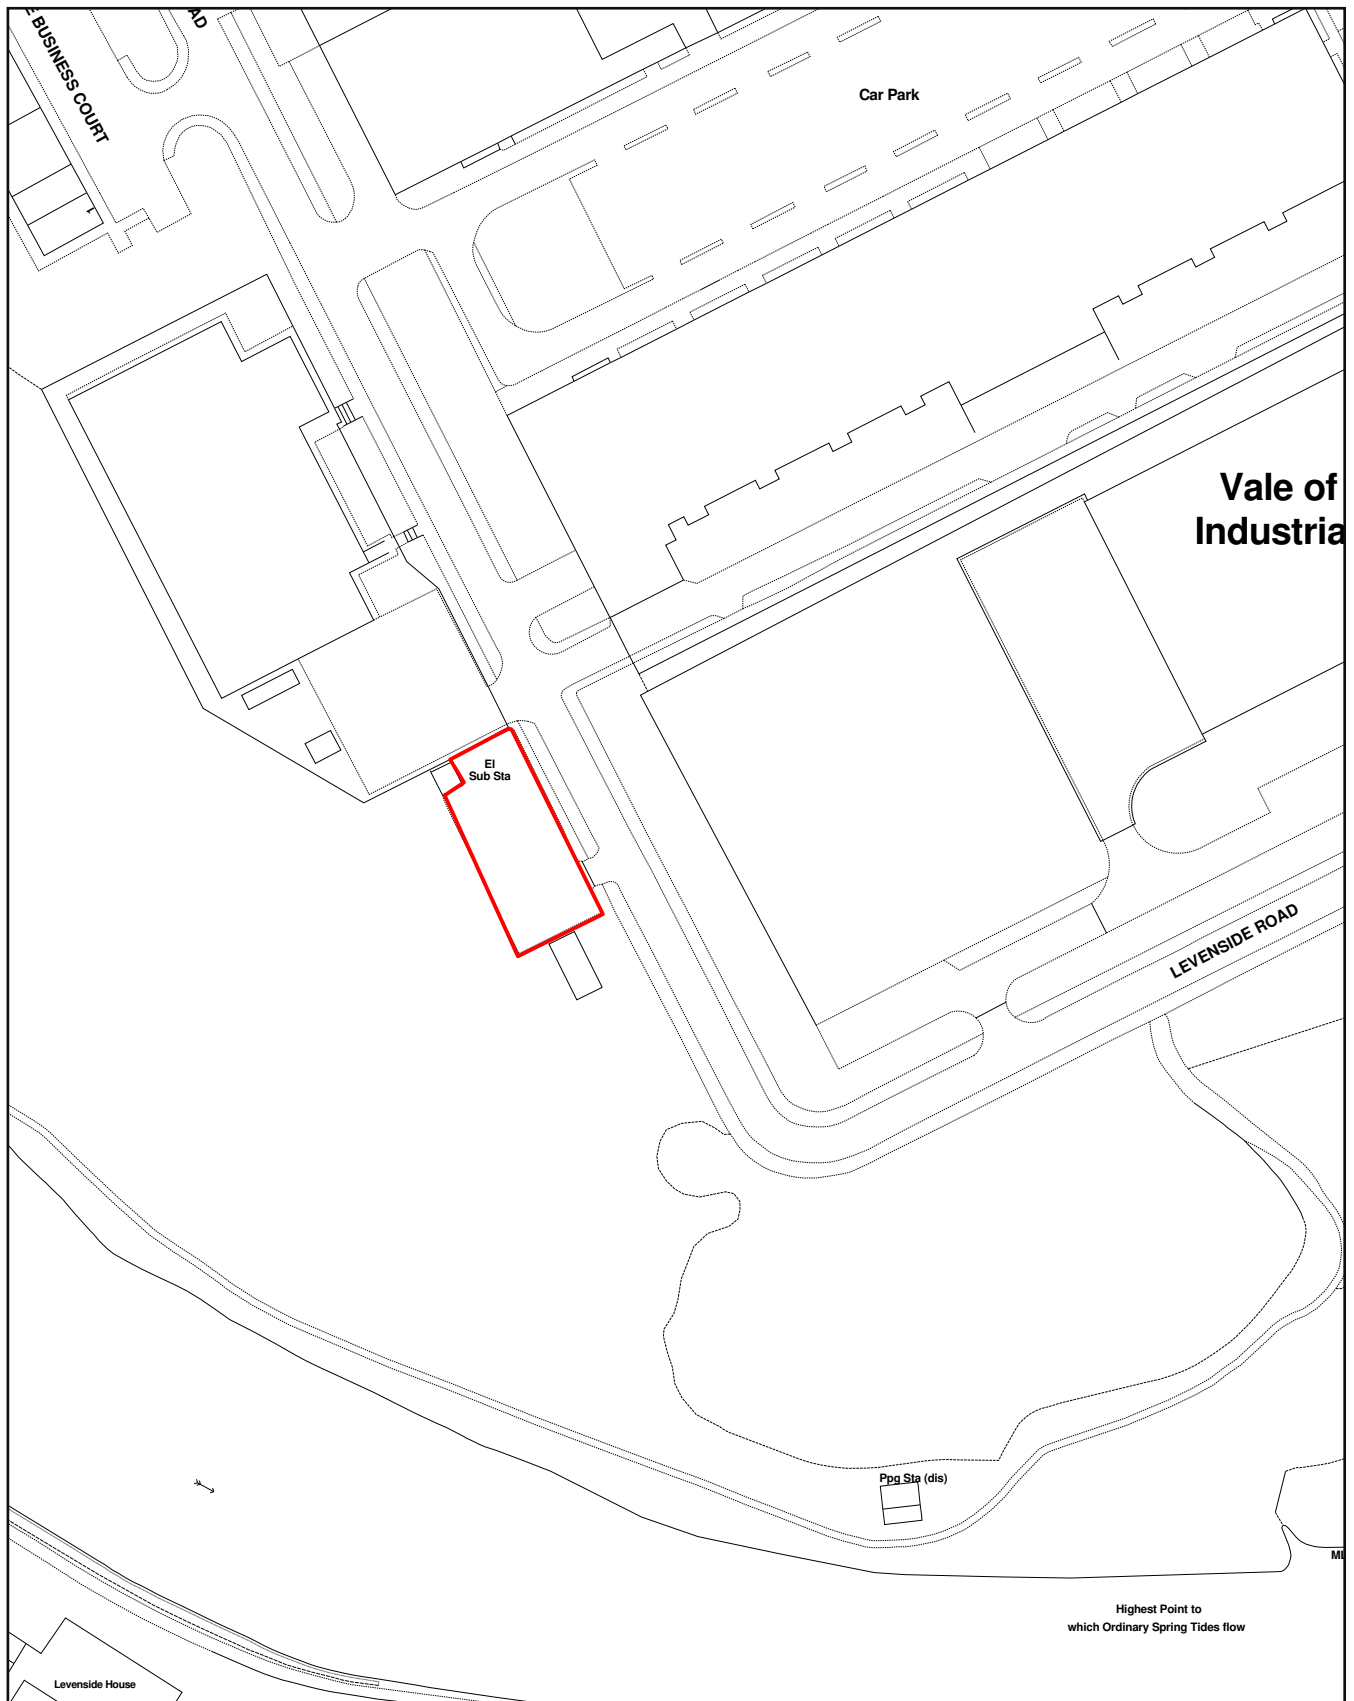 BUSINESS COURT
Car Park
1
Vale of
Industria
El
Sub Sta
LEVENSIDE ROAD
Ppg Sta (dis)
Highest Point to
which Ordinary Spring Tides flow
Levenside House